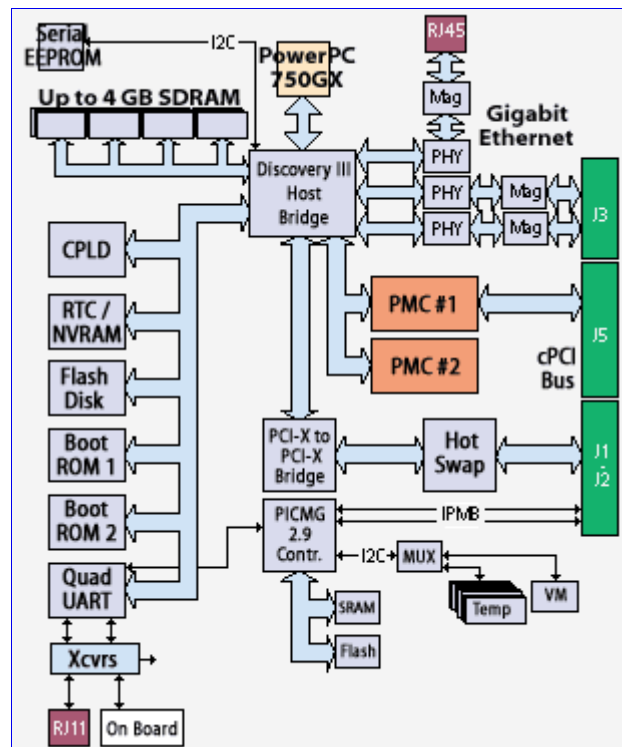 Serial
EEPROM
I2C
PowerPC
750GX
RJ45
Mag
Gigabit
Ethernet
Up to 4 GB SDRAM
Discovery III
Host
Bridge
PHY
PHY
Mag
PHY
Mag
J3
CPLD
RTC /
NVRAM
PMC #1
J5
Flash
Disk
PMC #2
cPCI
Bus
Boot
ROM 1
PCI-X to
PCI-X
Bridge
Hot
Swap
J1
-
J2
Boot
ROM 2
PICMG
2.9
Contr.
IPMB
I2C
MUX
Quad
UART
SRAM
Temp
VM
Xcvrs
Flash
RJ11
On Board